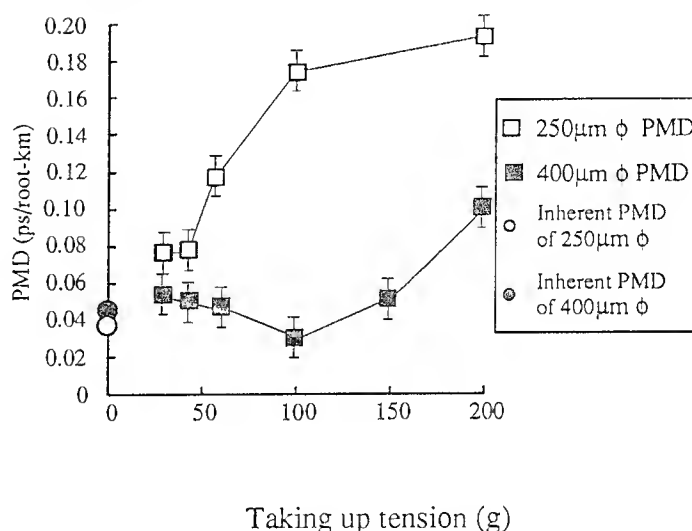 0.20
0.18
0.16
0.14
0.12
0.10
0.08
0.06
0.04
0.02
0
PMD (ps/root-km)
0
50
100
150
200
Taking up tension (g)
250μm ϕ PMD
400μm ϕ PMD
Inherent PMD
of 250μm ϕ
Inherent PMD
of 400μm ϕ